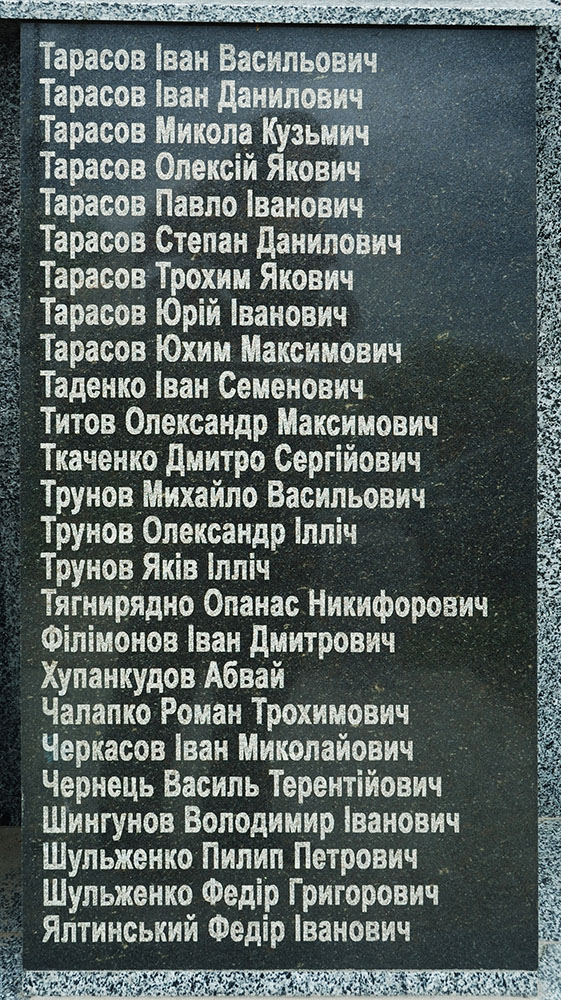 Тарасов Іван Васильович
Тарасов Іван Данилович
Тарасов Микола Кузьмич
Тарасов Олексій Якович
Тарасов Павло Іванович
Тарасов Степан Данилович
Тарасов Трохим Якович
Тарасов Юрій Іванович
Тарасов Юхим Максимович
Таденко Іван Семенович
Титов Олександр Максимович
Ткаченко Дмитро Сергійович
Трунов Михайло Васильович
Трунов Олександр Ілліч
Трунов Яків Ілліч
Тягнирядно Опанас Никифорович
Філімонов Іван Дмитрович
Хупанкудов Абвай
Чалапко Роман Трохимович
Черкасов Іван Миколайович
Чернець Василь Терентійович
Шингунов Володимир Іванович
Шульженко Пилип Петрович
Шульженко Федір Григорович
Ялтинський Федір Іванович